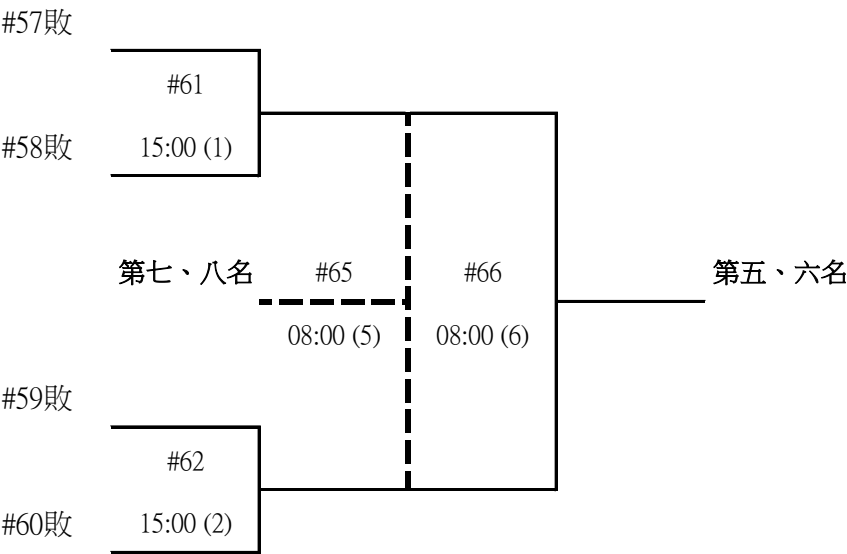 #57敗
#61
#58敗
15:00 (1)
第七、八名
#65
#66
第五、六名
08:00 (5)
08:00 (6)
#59敗
#62
#60敗
15:00 (2)